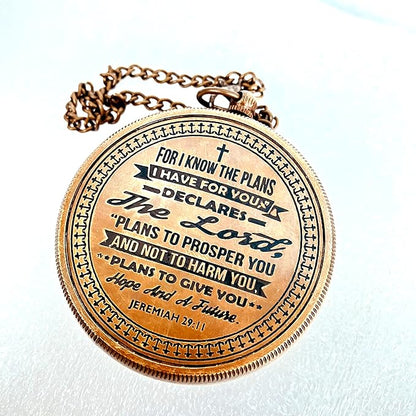 FOR I KNOW THE PLANS
I HAVE FOR YOU,"
DECLARES
The Lord,
"PLANS TO PROSPER YOU
AND NOT TO HARM YOU
PLANS TO GIVE YOU
Hope And A Future.
JEREMIAH 29:11